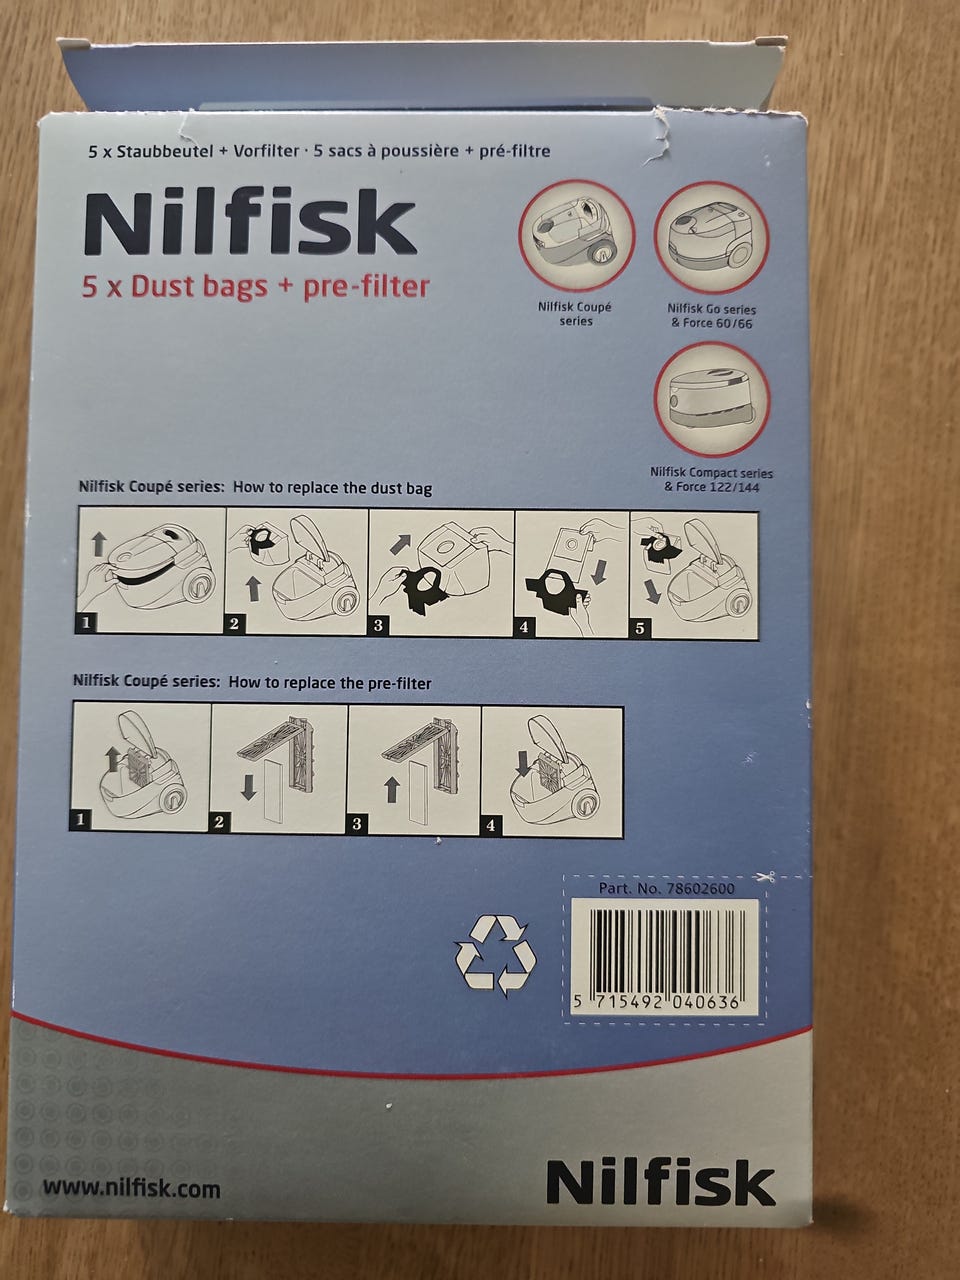 5 x Staubbeutel + Vorfilter · 5 sacs à poussière + pré-filtre
Nilfisk
5 x Dust bags + pre-filter
Nilfisk Coupé
series
Nilfisk Go series
& Force 60/66
Nilfisk Compact series
& Force 122/144
Nilfisk Coupé series: How to replace the dust bag
1
2
3
4
5
Nilfisk Coupé series: How to replace the pre-filter
1
2
3
4
Part. No. 78602600
5 715492 040636
www.nilfisk.com
Nilfisk